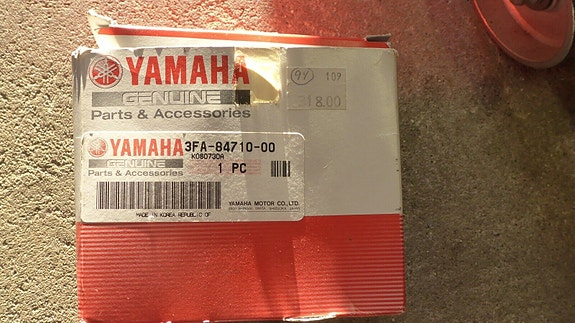 YAMAHA
GENUINE
Parts & Accessories
94 109
318.00
YAMAHA 3FA-84710-00
GENUINE K080730A
Parts & Accessories 1 PC
YAMAHA MOTOR CO.,LTD.
MADE IN KOREA REPUBLIC OF